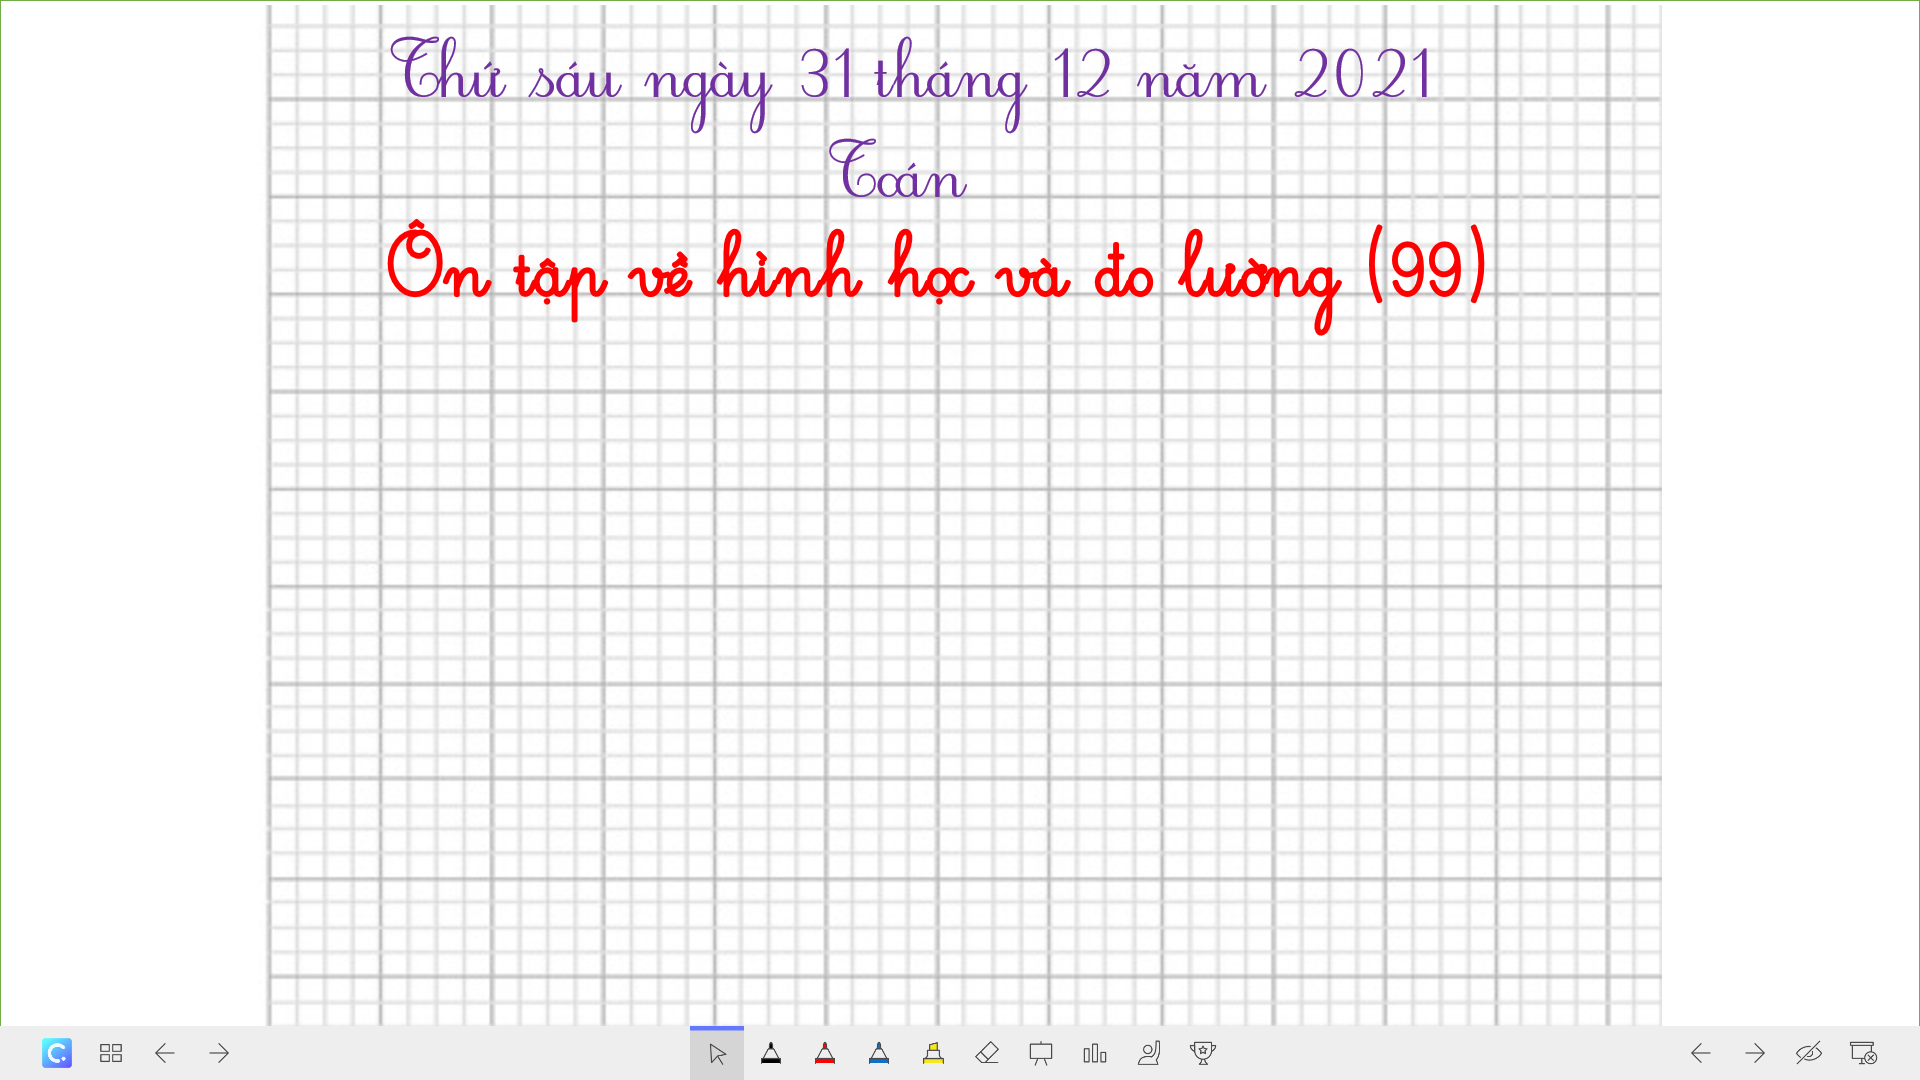 Thứ sáu ngày 31 tháng 12 năm 2021
Toán
Ôn tập về hình học và đo lường (99)